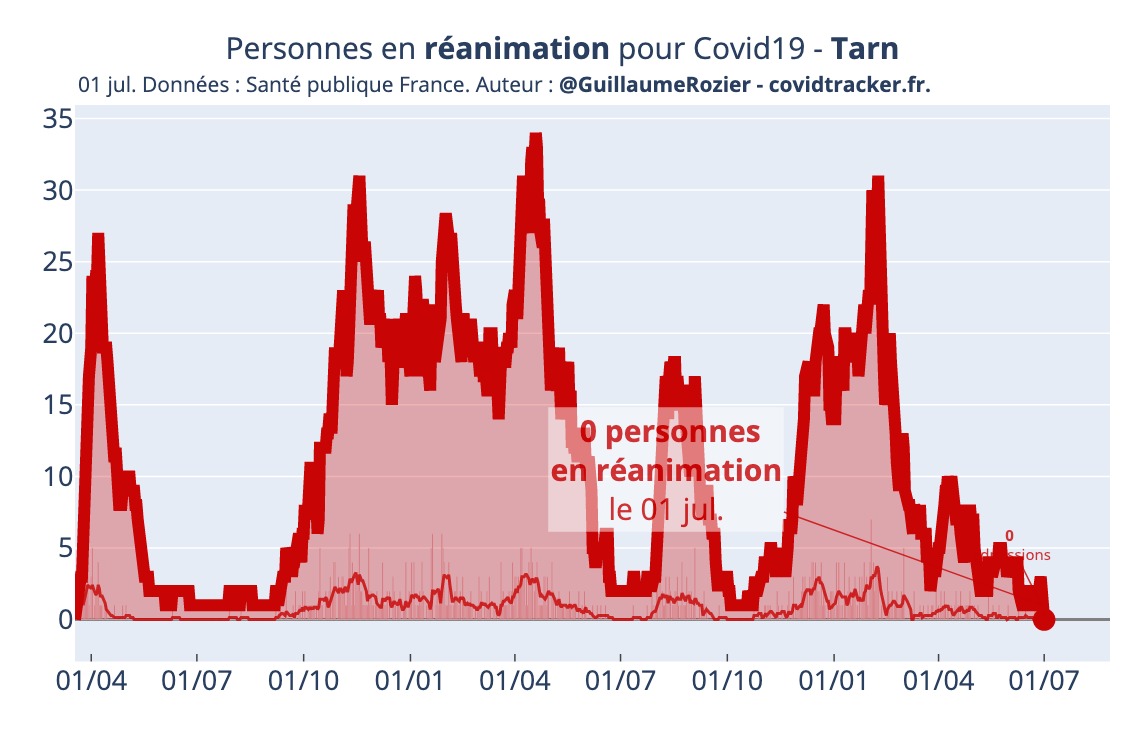 Personnes en réanimation pour Covid19 - Tarn
01 jul. Données : Santé publique France. Auteur : @GuillaumeRozier - covidtracker.fr.
35
30
25
20
15
10
5
0
0 personnes
en réanimation
le 01 jul.
0
01/04 01/07 01/10 01/01 01/04 01/07 01/10 01/01 01/04 01/07